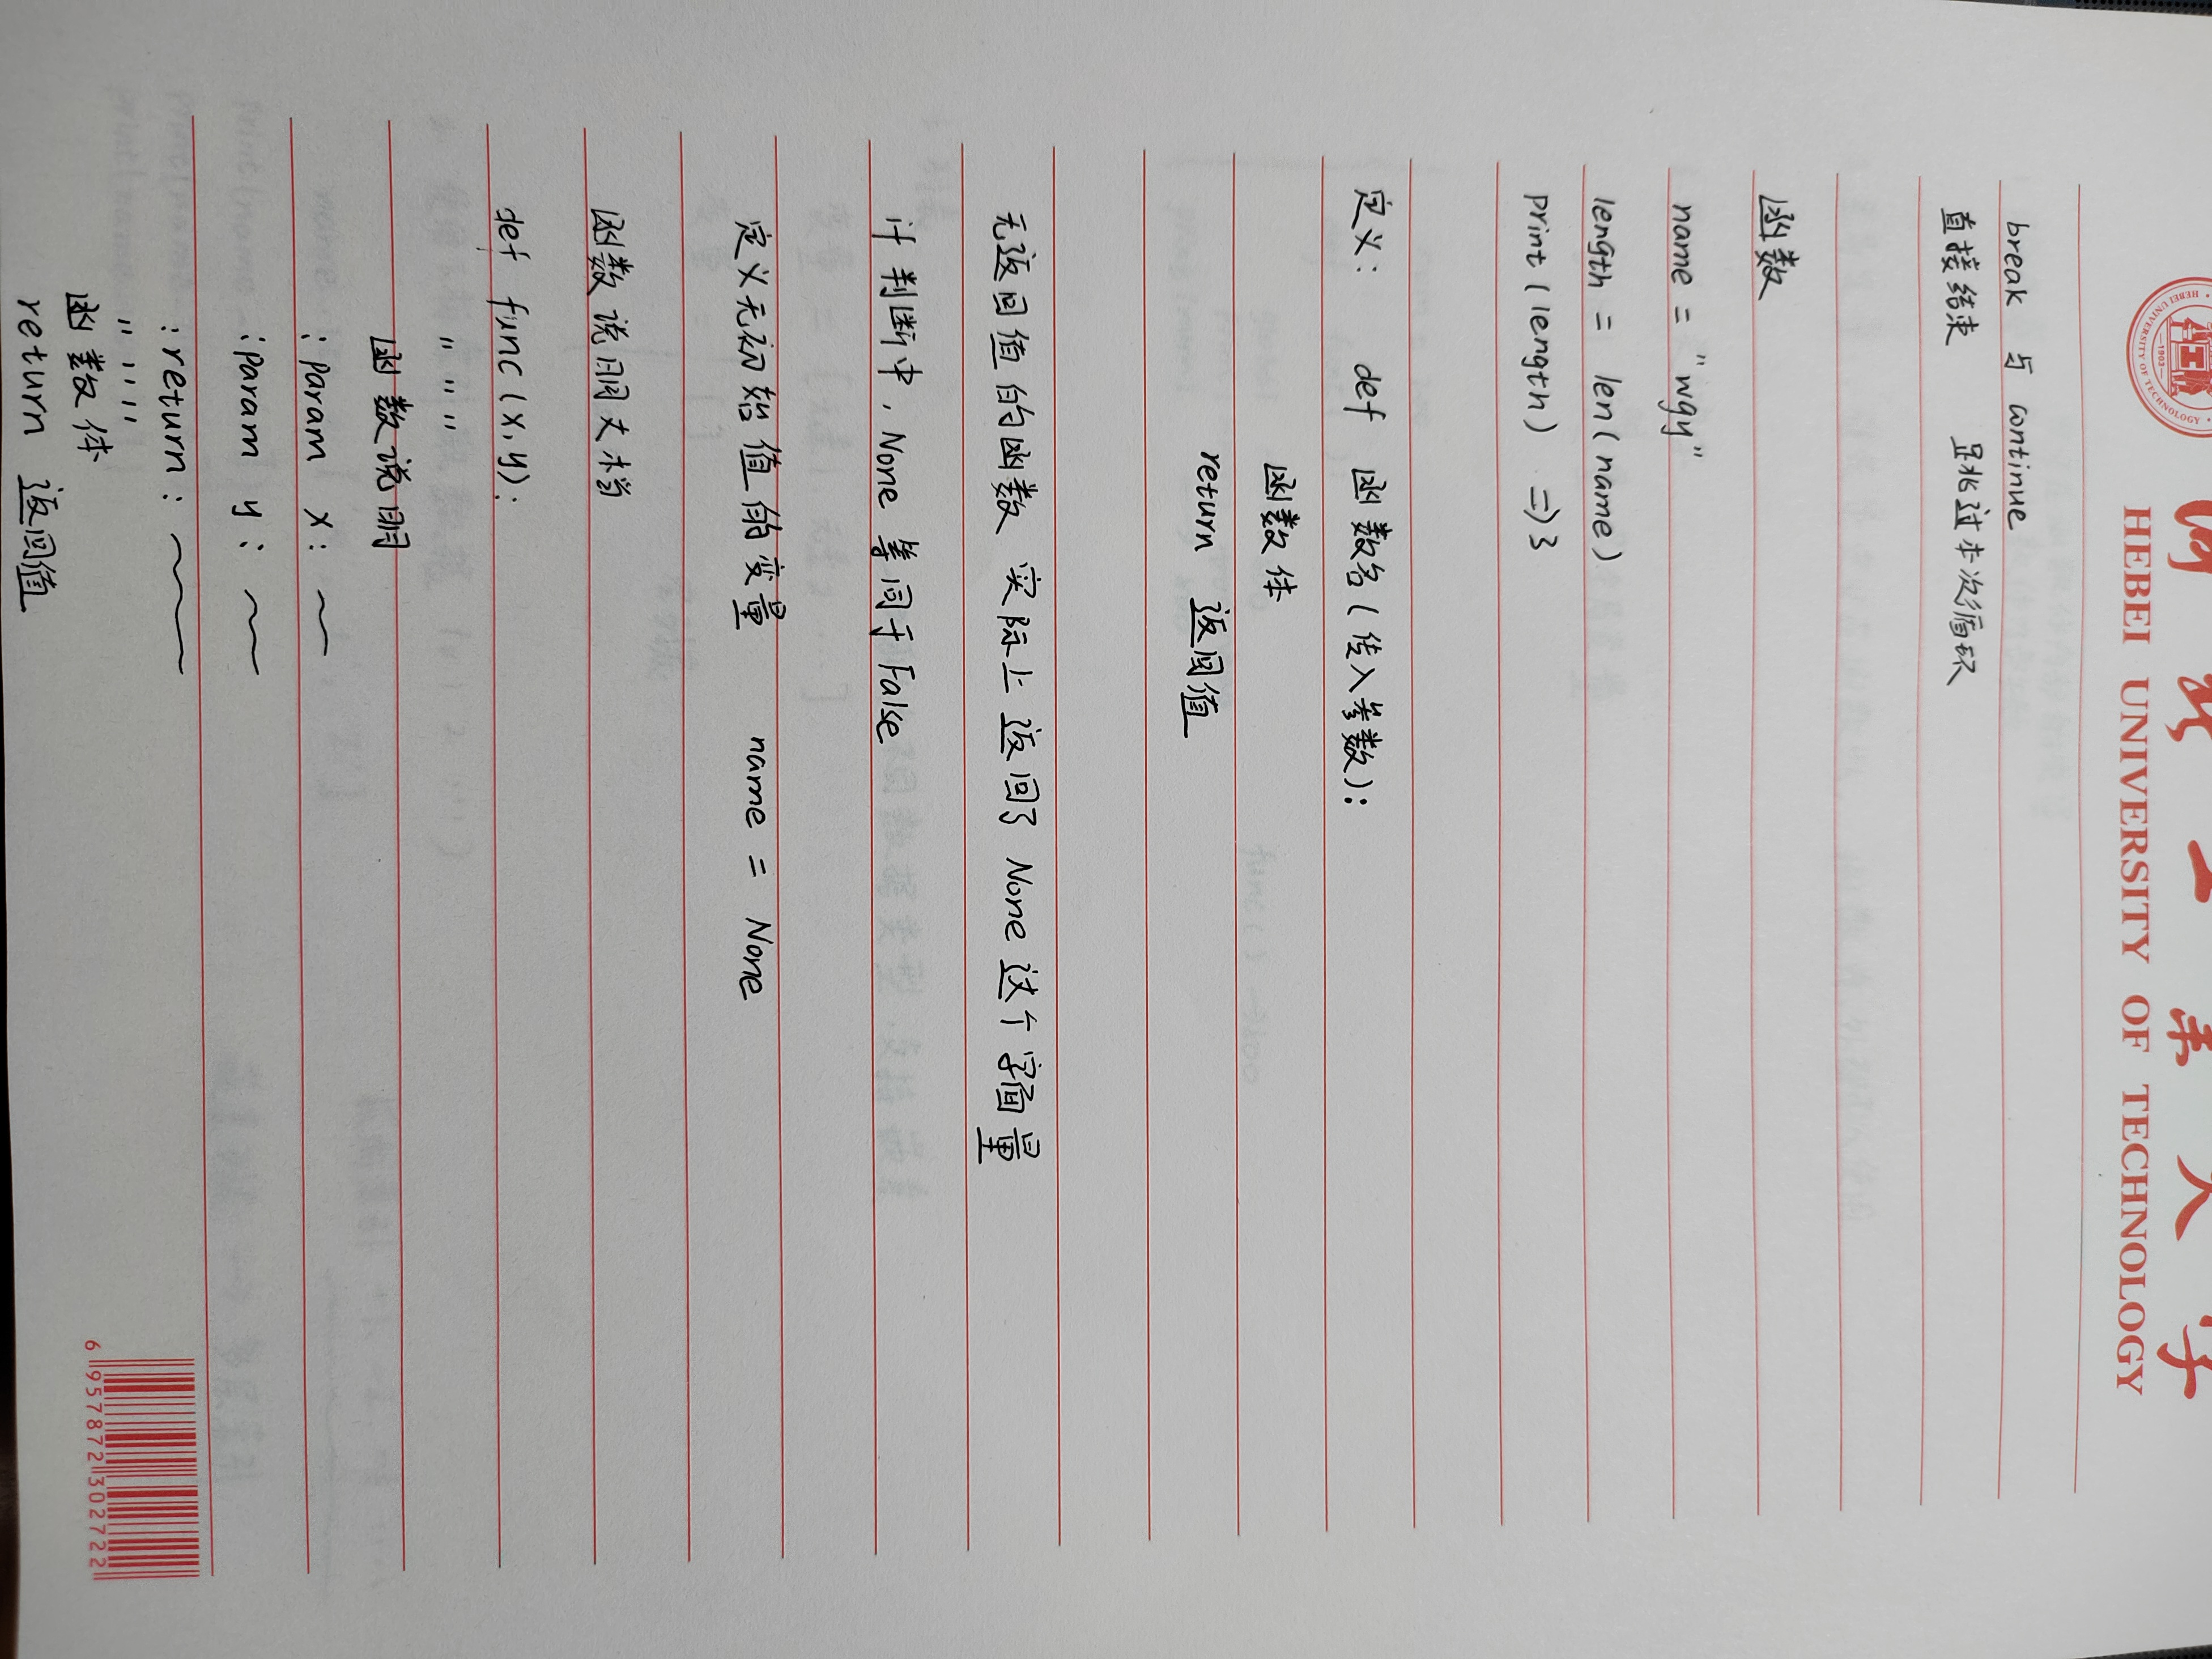 河北工业大学
HEBEI UNIVERSITY OF TECHNOLOGY
1903
HEBEI UNIVERSITY OF TECHNOLOGY
break 与 continue
直接结束 跳过本次循环
函数
name = "wgy"
length = len(name)
print(length) => 3
定义: def 函数名(传入参数):
函数体
return 返回值
无返回值的函数 实际上返回了 None 这个字面量
if 判断中, None 等同于 False
定义无初始值的变量 name = None
函数说明文档
def func(x, y):
" " "
函数说明
:param x: ~~
:param y: ~~
:return: ~~
" " "
函数体
return 返回值
6 957872 302722